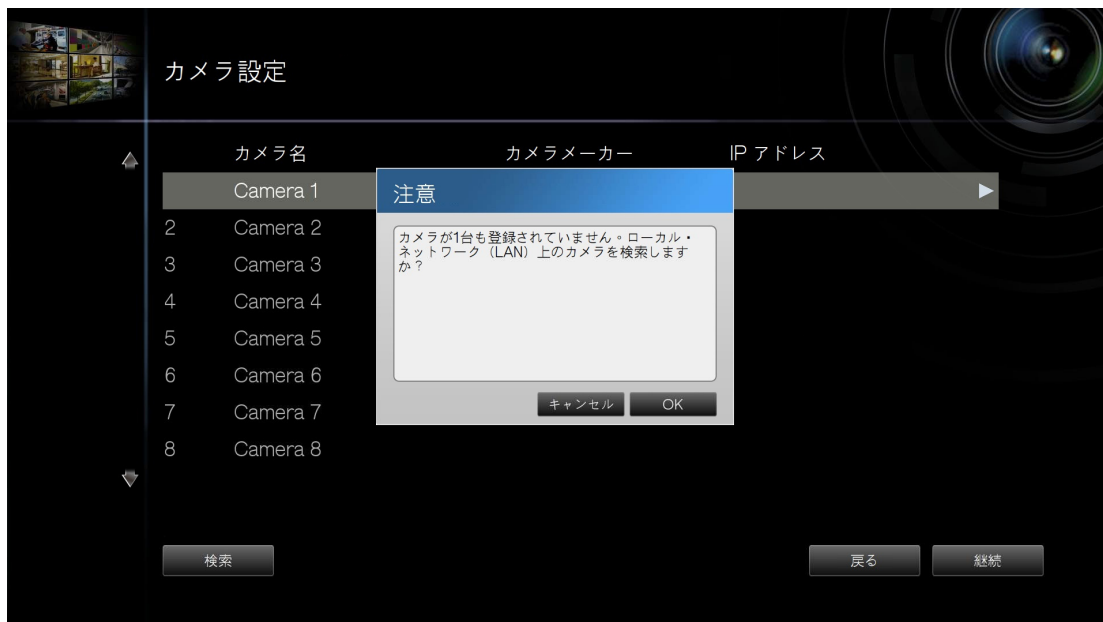 カメラ設定
カメラ名 カメラメーカー IP アドレス
Camera 1
2 Camera 2
3 Camera 3
4 Camera 4
5 Camera 5
6 Camera 6
7 Camera 7
8 Camera 8
注意
カメラが1台も登録されていません。ローカル・
ネットワーク（LAN）上のカメラを検索します
か？
キャンセル OK
検索 戻る 継続